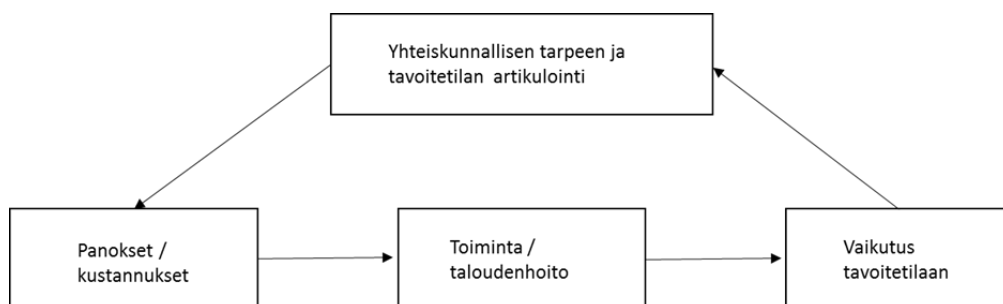 Yhteiskunnallisen tarpeen ja
tavoitetilan artikulointi
Panokset /
kustannukset
Toiminta /
taloudenhoito
Vaikutus
tavoitetilaan